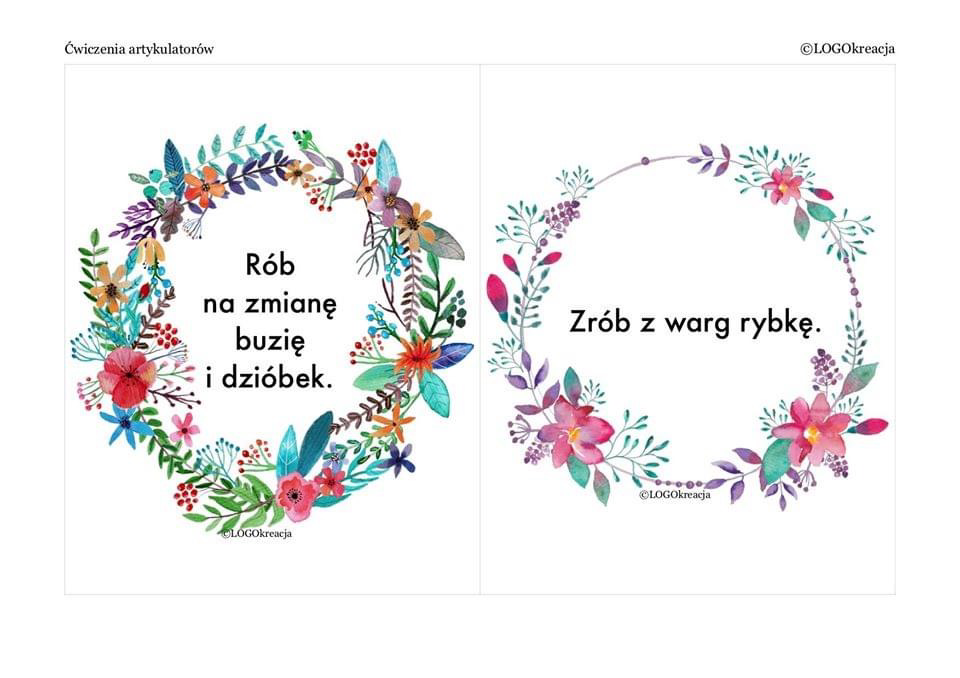 Ćwiczenia artykulatorów
©LOGOkreacja
Rób
na zmianę
buzię
i dzióbek.
©LOGOkreacja
Zrób z warg rybkę.
©LOGOkreacja